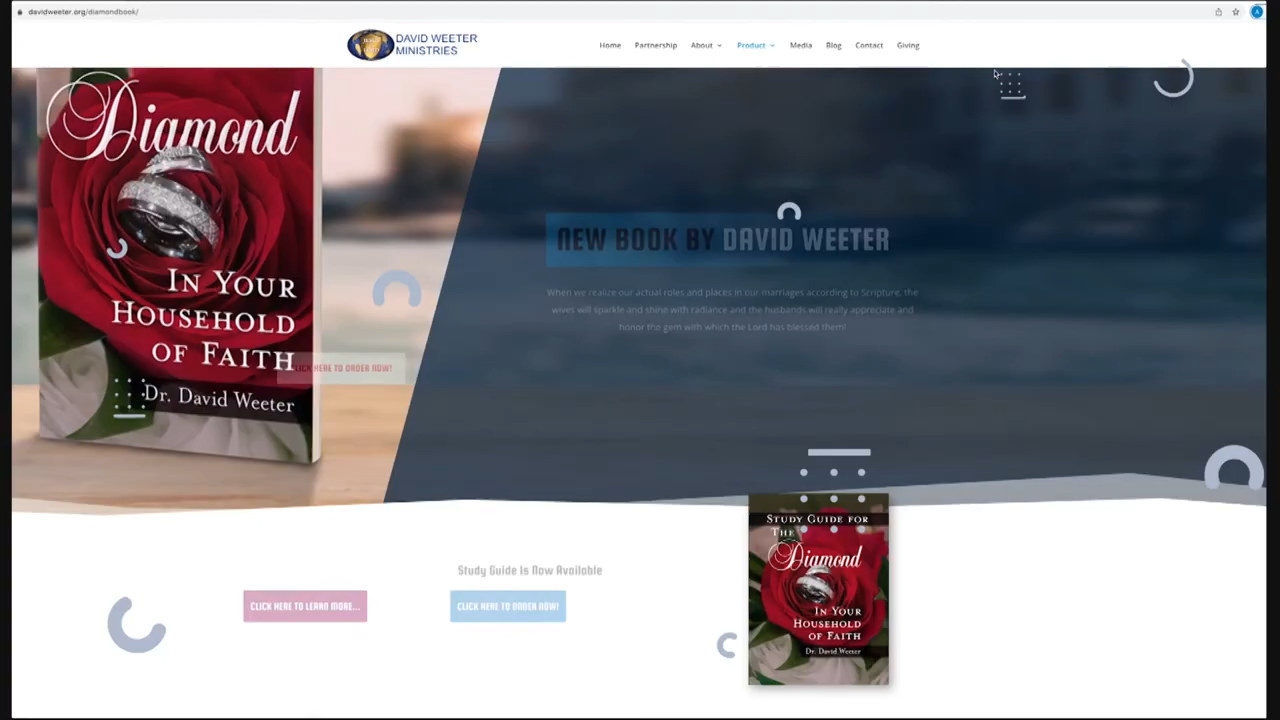 davidweeter.org/diamondbook/
DAVID WEETER
MINISTRIES
Home Partnership About Product Media Blog Contact Giving
Diamond
IN YOUR
HOUSEHOLD
OF FAITH
Dr. David Weeter
CLICK HERE TO ORDER NOW!
NEW BOOK BY DAVID WEETER
When we realize our actual roles and places in our marriages according to Scripture, the
wives will sparkle and shine with radiance and the husbands will really appreciate and
honor the gem with which the Lord has blessed them!
Study Guide Is Now Available
CLICK HERE TO LEARN MORE...
CLICK HERE TO ORDER NOW!
STUDY GUIDE FOR
THE
Diamond
IN YOUR
HOUSEHOLD
OF FAITH
Dr. David Weeter